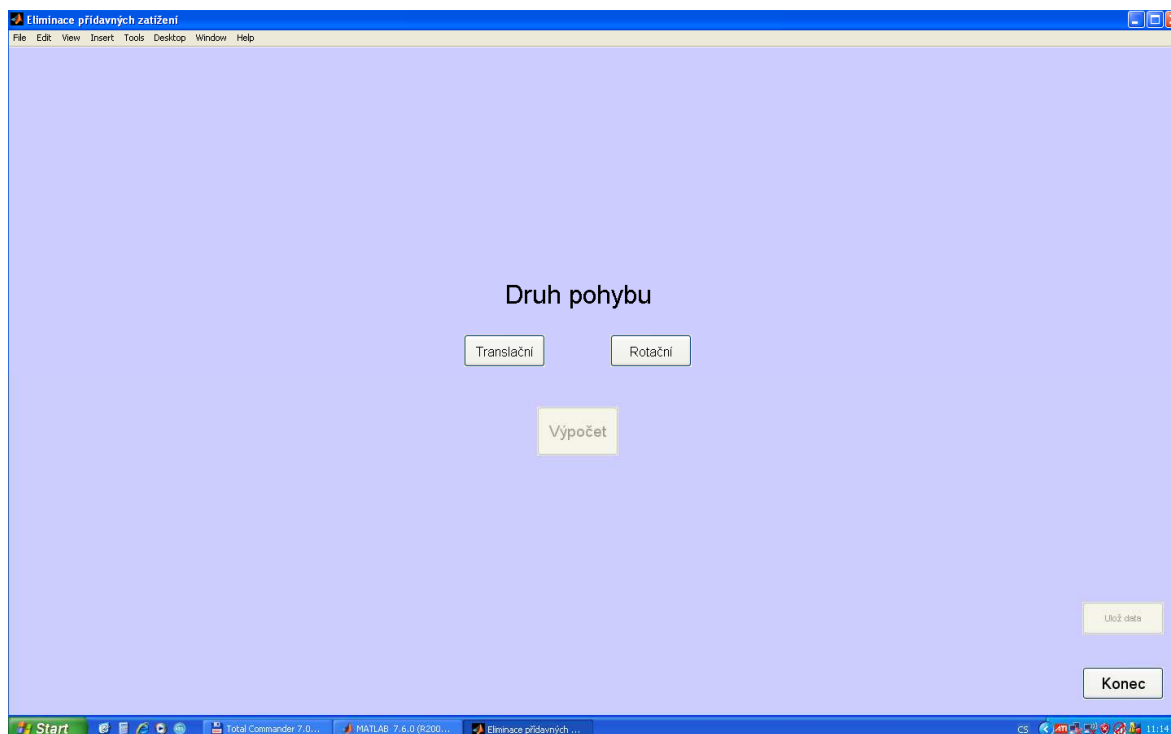 Eliminace přídavných zatížení
File Edit View Insert Tools Desktop Window Help
Druh pohybu
Translační Rotační
Výpočet
Ulož data
Konec
Start Total Commander 7.0... MATLAB 7.6.0 (R200... Eliminace přídavných ... CS ATI 11:14